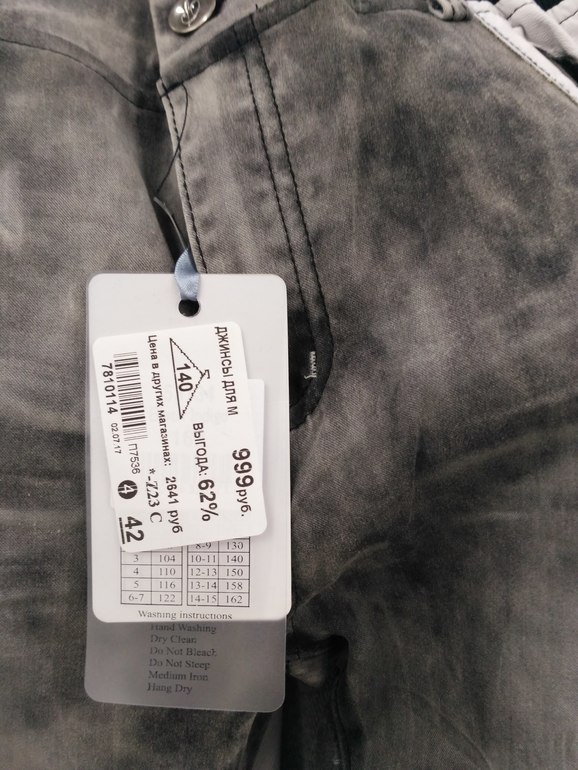 ДЖИНСЫ ДЛЯ М
999 РУБ.
ВЫГОДА: 62%
140
Цена в других магазинах: 2641 руб
*-Z23 C
7810114
02.07.17
П7536
4 42
8-9 130
3 104 10-11 140
4 110 12-13 150
5 116 13-14 158
6-7 122 14-15 162
Washing instructions
Hand Washing
Dry Clean
Do Not Bleach
Do Not Steep
Medium Iron
Hang Dry